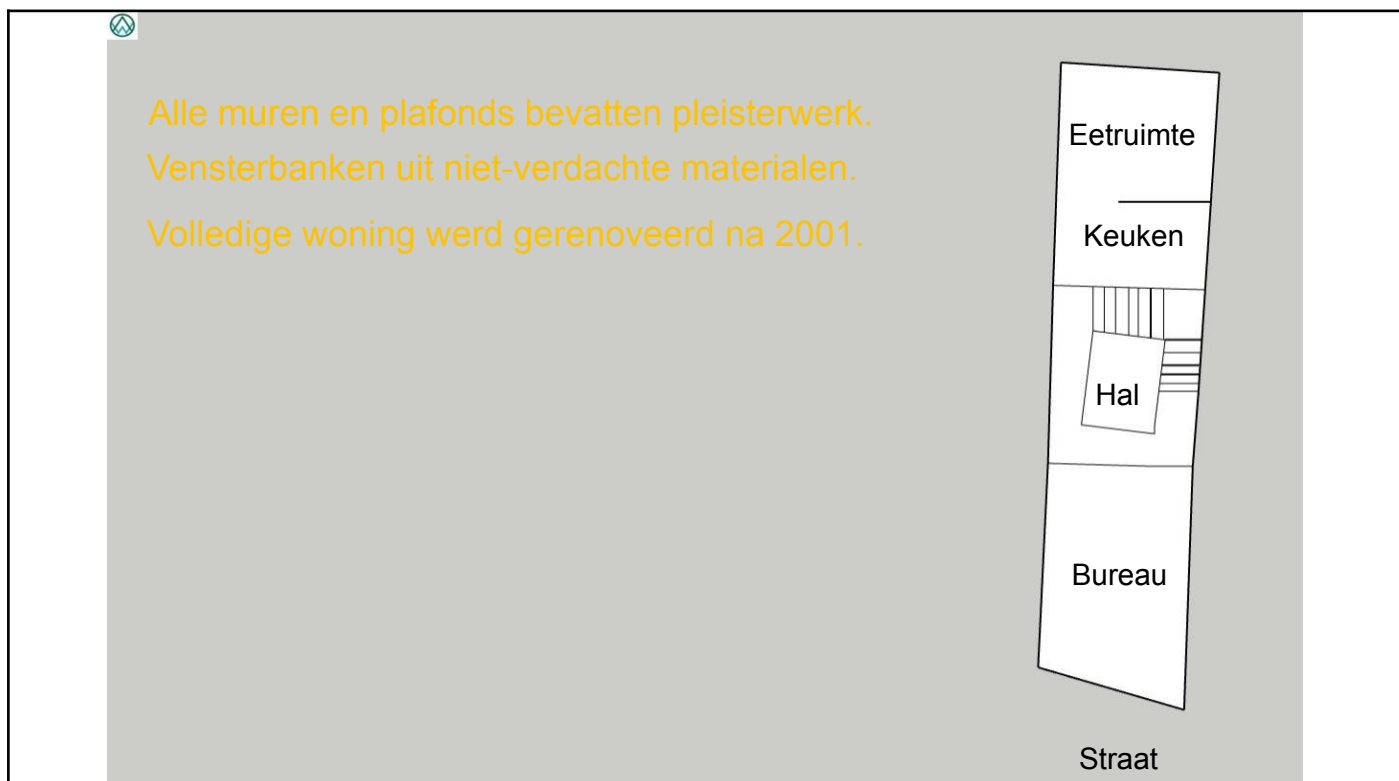 Alle muren en plafonds bevatten pleisterwerk.
Vensterbanken uit niet-verdachte materialen.
Volledige woning werd gerenoveerd na 2001.
Eetruimte
Keuken
Hal
Bureau
Straat